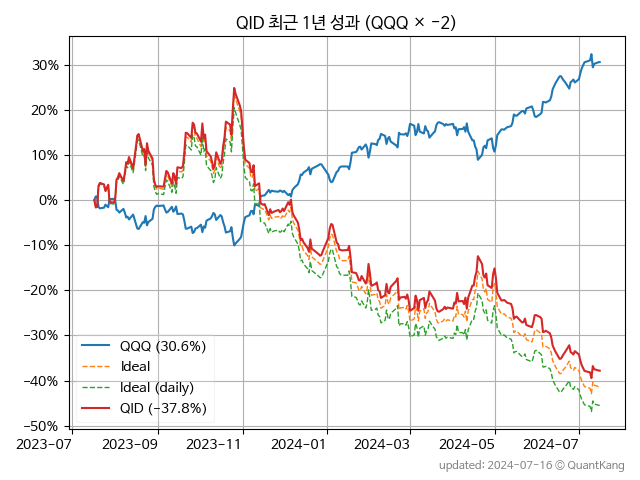 QID 최근 1년 성과 (QQQ × −2)
30%
20%
10%
0%
−10%
−20%
−30%
−40%
−50%
QQQ (30.6%)
Ideal
Ideal (daily)
QID (−37.8%)
2023−07
2023−09
2023−11
2024−01
2024−03
2024−05
2024−07
updated: 2024-07-16 © QuantKang